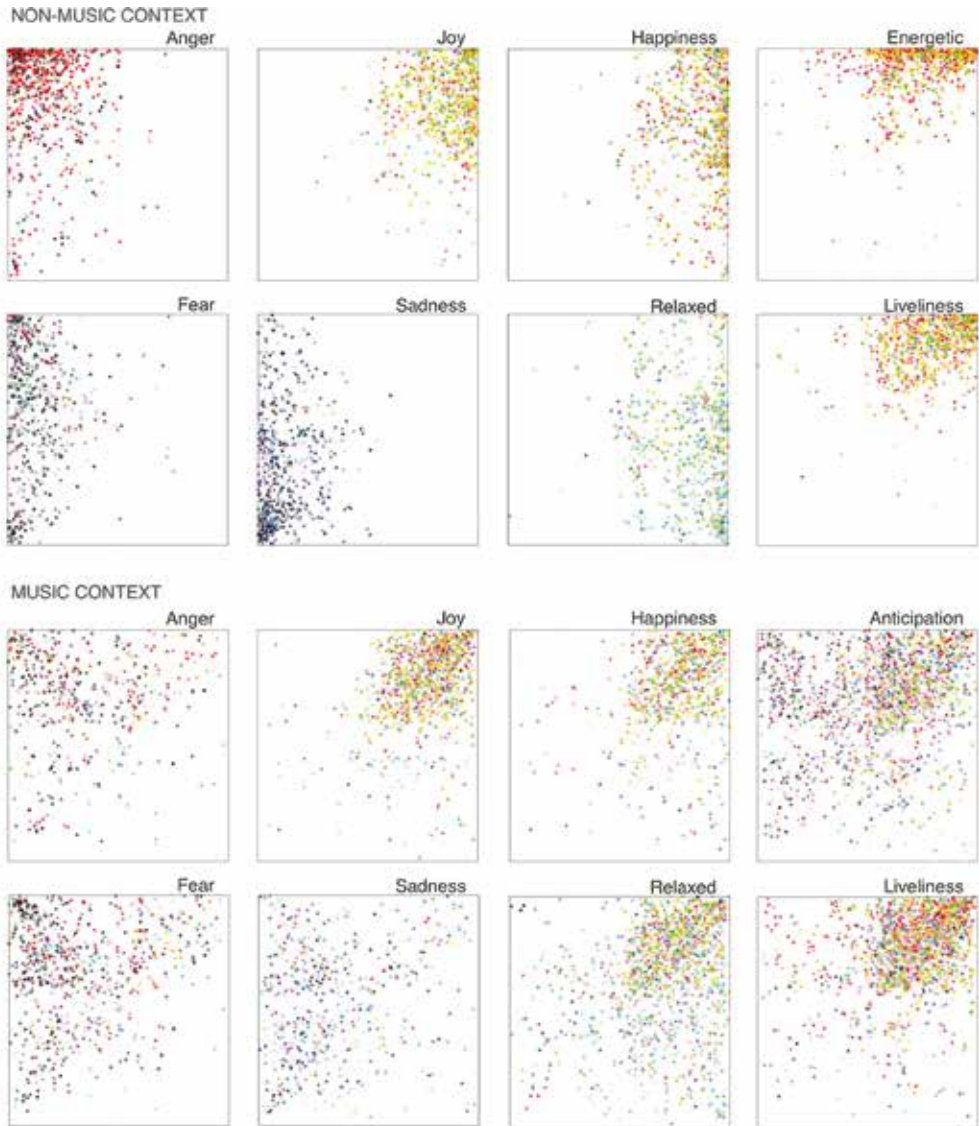 NON-MUSIC CONTEXT
Anger Joy Happiness Energetic
Fear Sadness Relaxed Liveliness
MUSIC CONTEXT
Anger Joy Happiness Anticipation
Fear Sadness Relaxed Liveliness